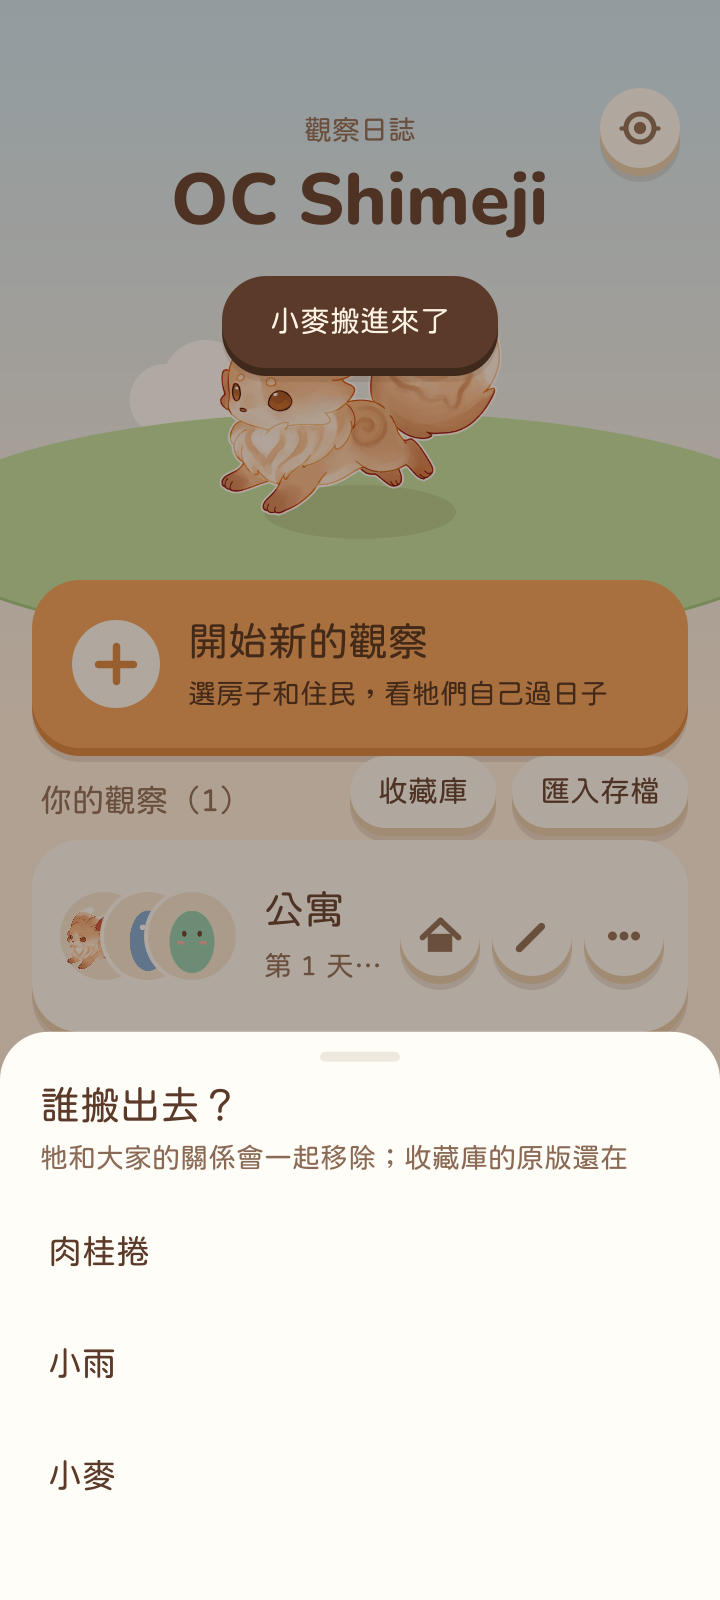 觀察日誌
OC Shimeji
小麥搬進來了
開始新的觀察
選房子和住民，看牠們自己過日子
你的觀察（1）
收藏庫
匯入存檔
公寓
第 1 天…
誰搬出去？
牠和大家的關係會一起移除；收藏庫的原版還在
肉桂捲
小雨
小麥